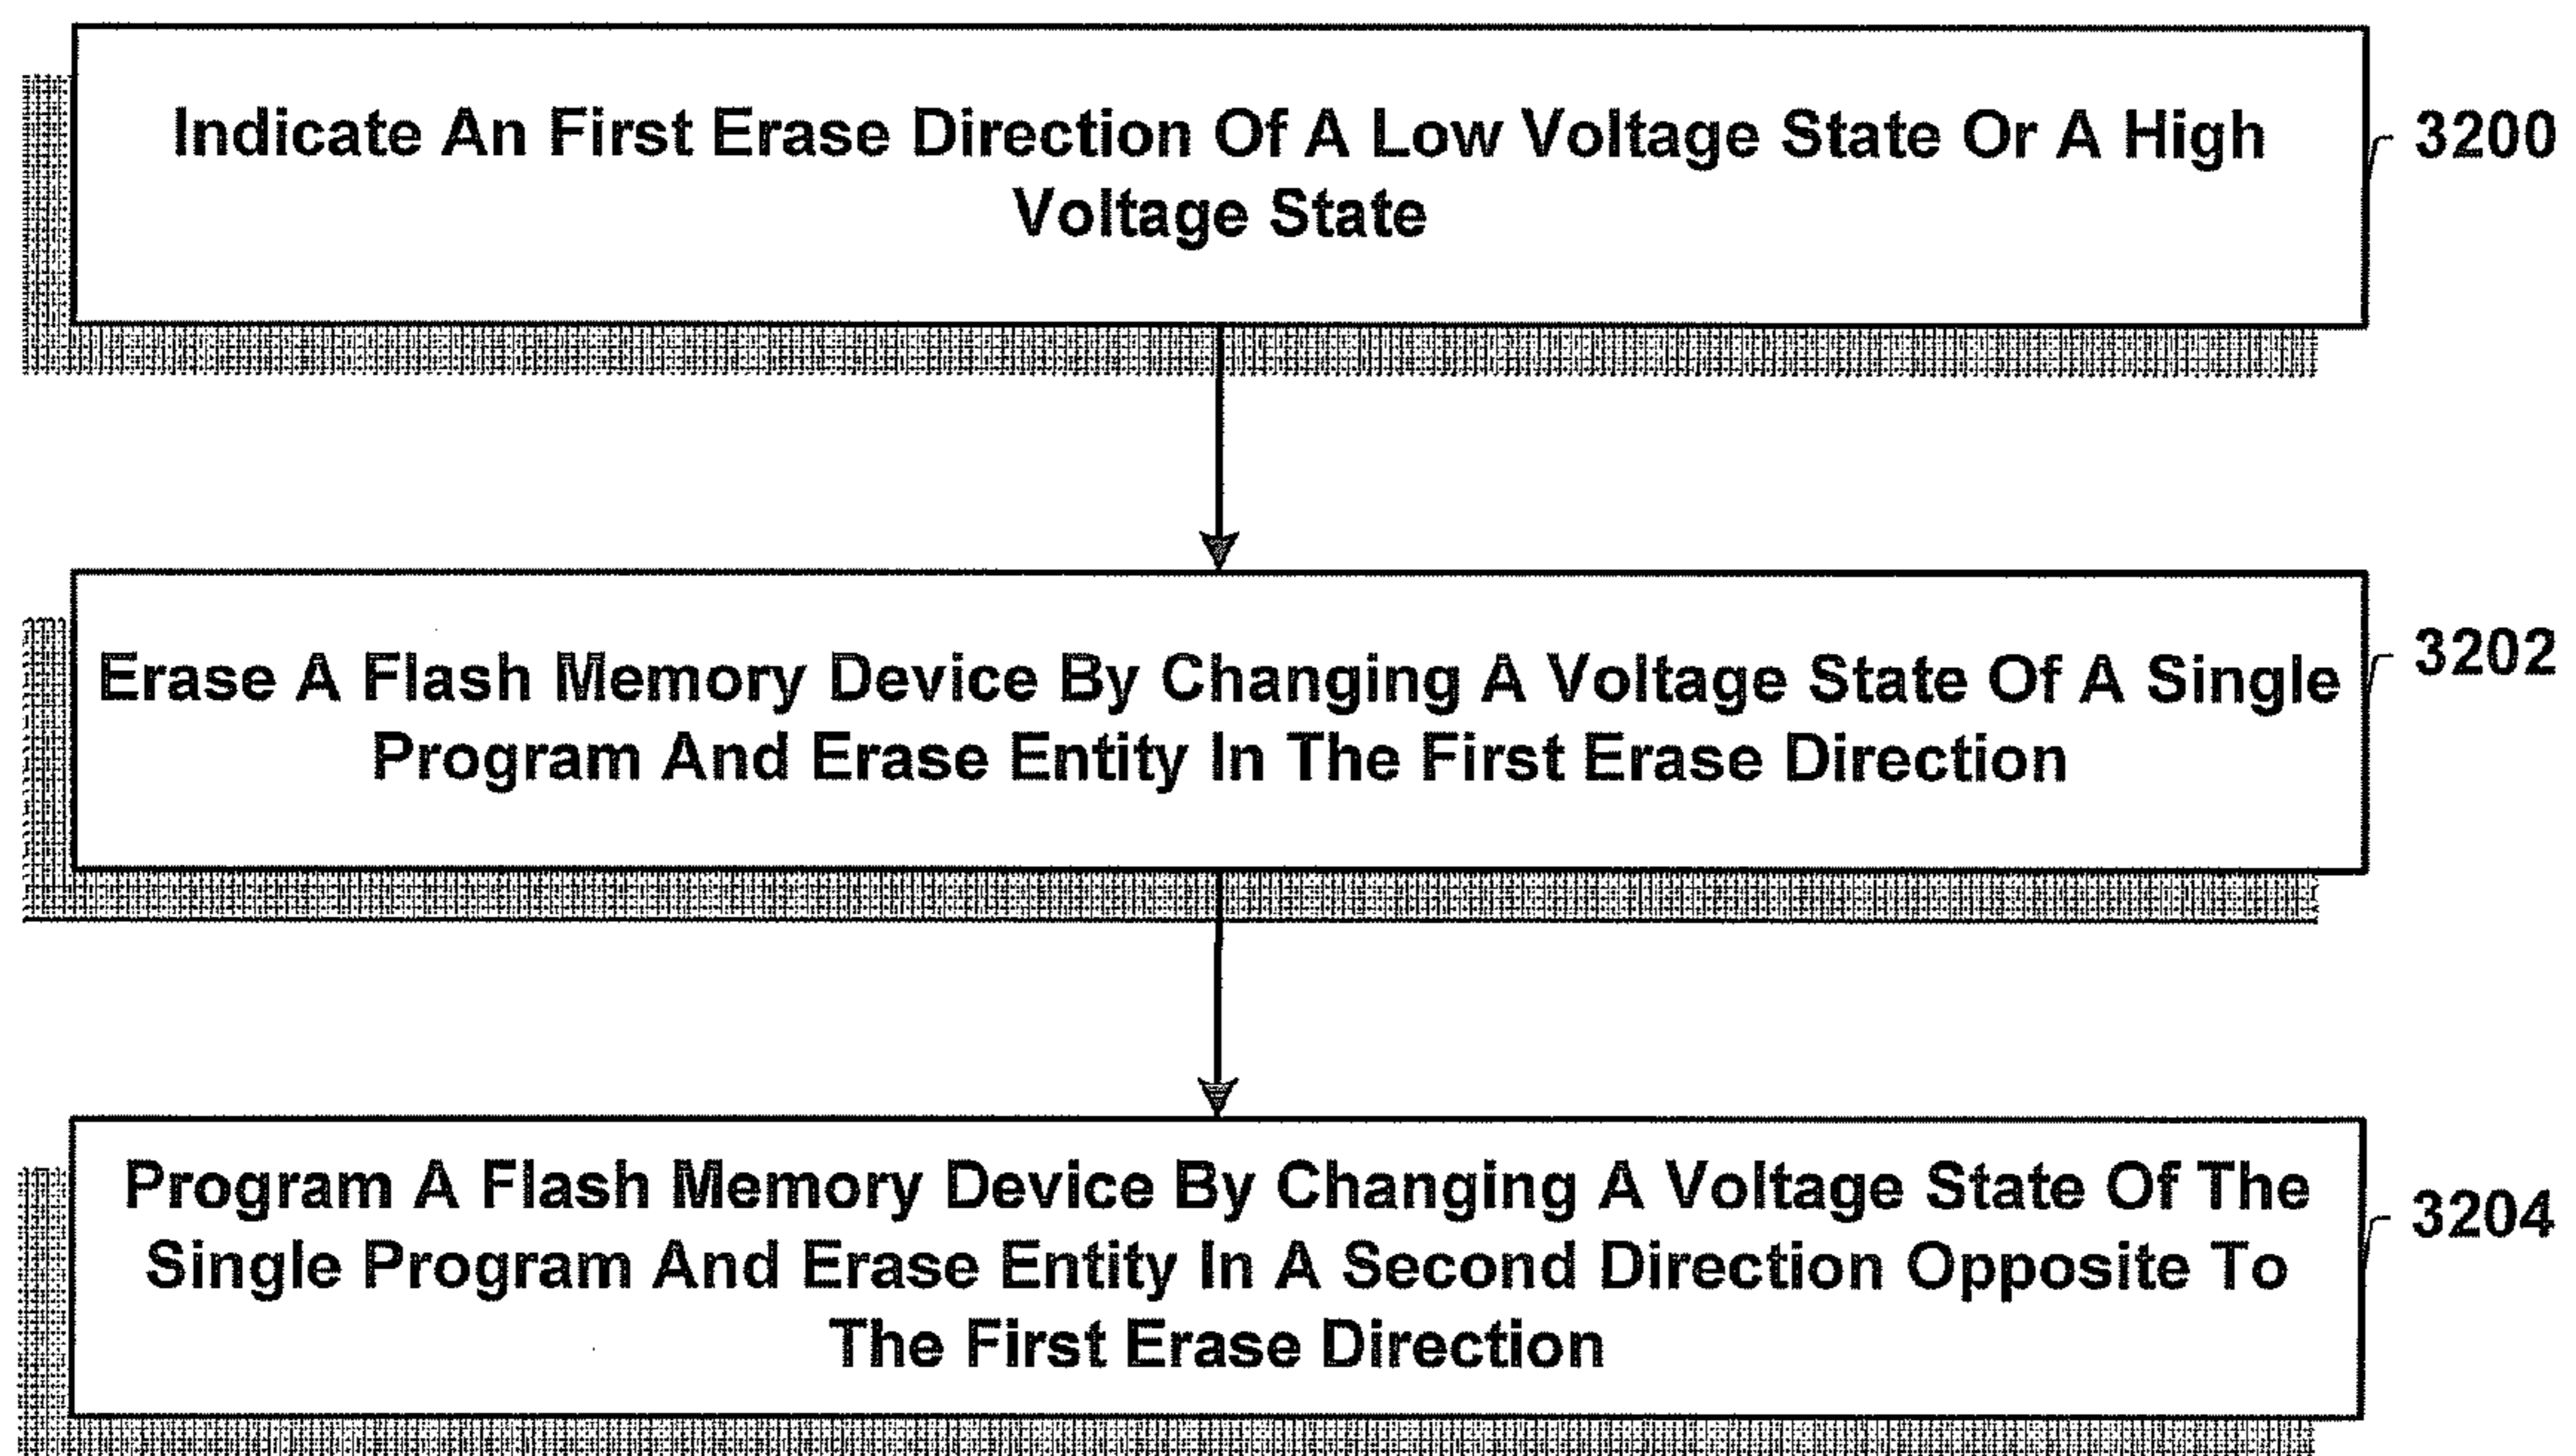 Indicate An First Erase Direction Of A Low Voltage State Or A High
Voltage State
3200
Erase A Flash Memory Device By Changing A Voltage State Of A Single
Program And Erase Entity In The First Erase Direction
3202
Program A Flash Memory Device By Changing A Voltage State Of The
Single Program And Erase Entity In A Second Direction Opposite To
The First Erase Direction
3204